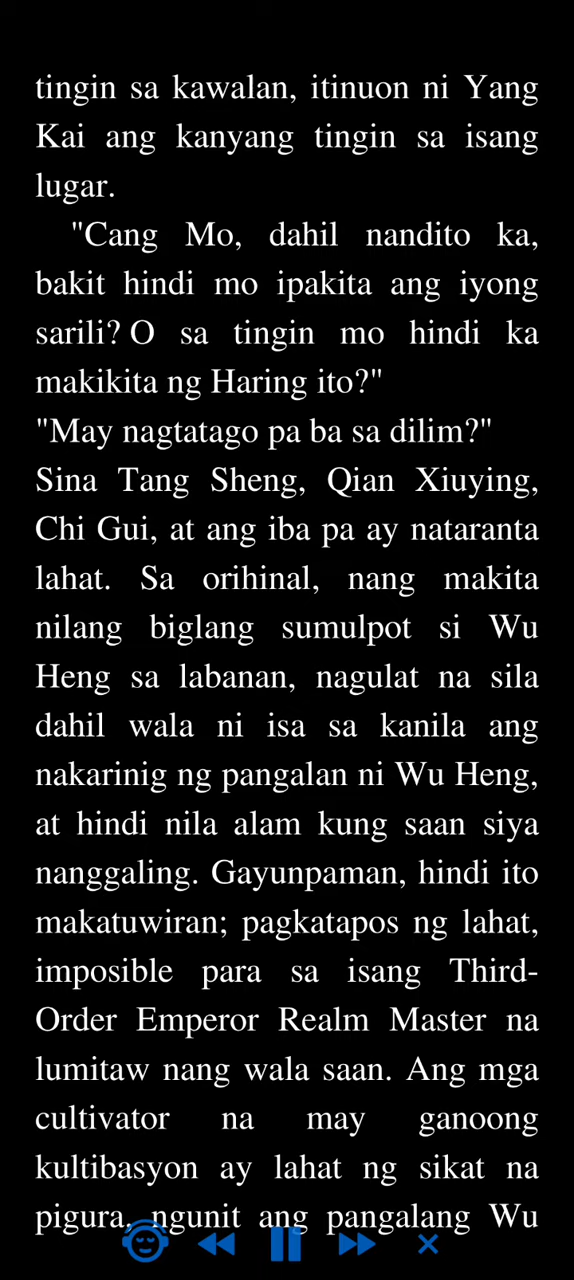 tingin sa kawalan, itinuon ni Yang
Kai ang kanyang tingin sa isang
lugar.
"Cang Mo, dahil nandito ka,
bakit hindi mo ipakita ang iyong
sarili? O sa tingin mo hindi ka
makikita ng Haring ito?"
"May nagtatago pa ba sa dilim?"
Sina Tang Sheng, Qian Xiuying,
Chi Gui, at ang iba pa ay nataranta
lahat. Sa orihinal, nang makita
nilang biglang sumulpot si Wu
Heng sa labanan, nagulat na sila
dahil wala ni isa sa kanila ang
nakarinig ng pangalan ni Wu Heng,
at hindi nila alam kung saan siya
nanggaling. Gayunpaman, hindi ito
makatuwiran; pagkatapos ng lahat,
imposible para sa isang Third-
Order Emperor Realm Master na
lumitaw nang wala saan. Ang mga
cultivator na may ganoong
kultibasyon ay lahat ng sikat na
pigura, ngunit ang pangalang Wu